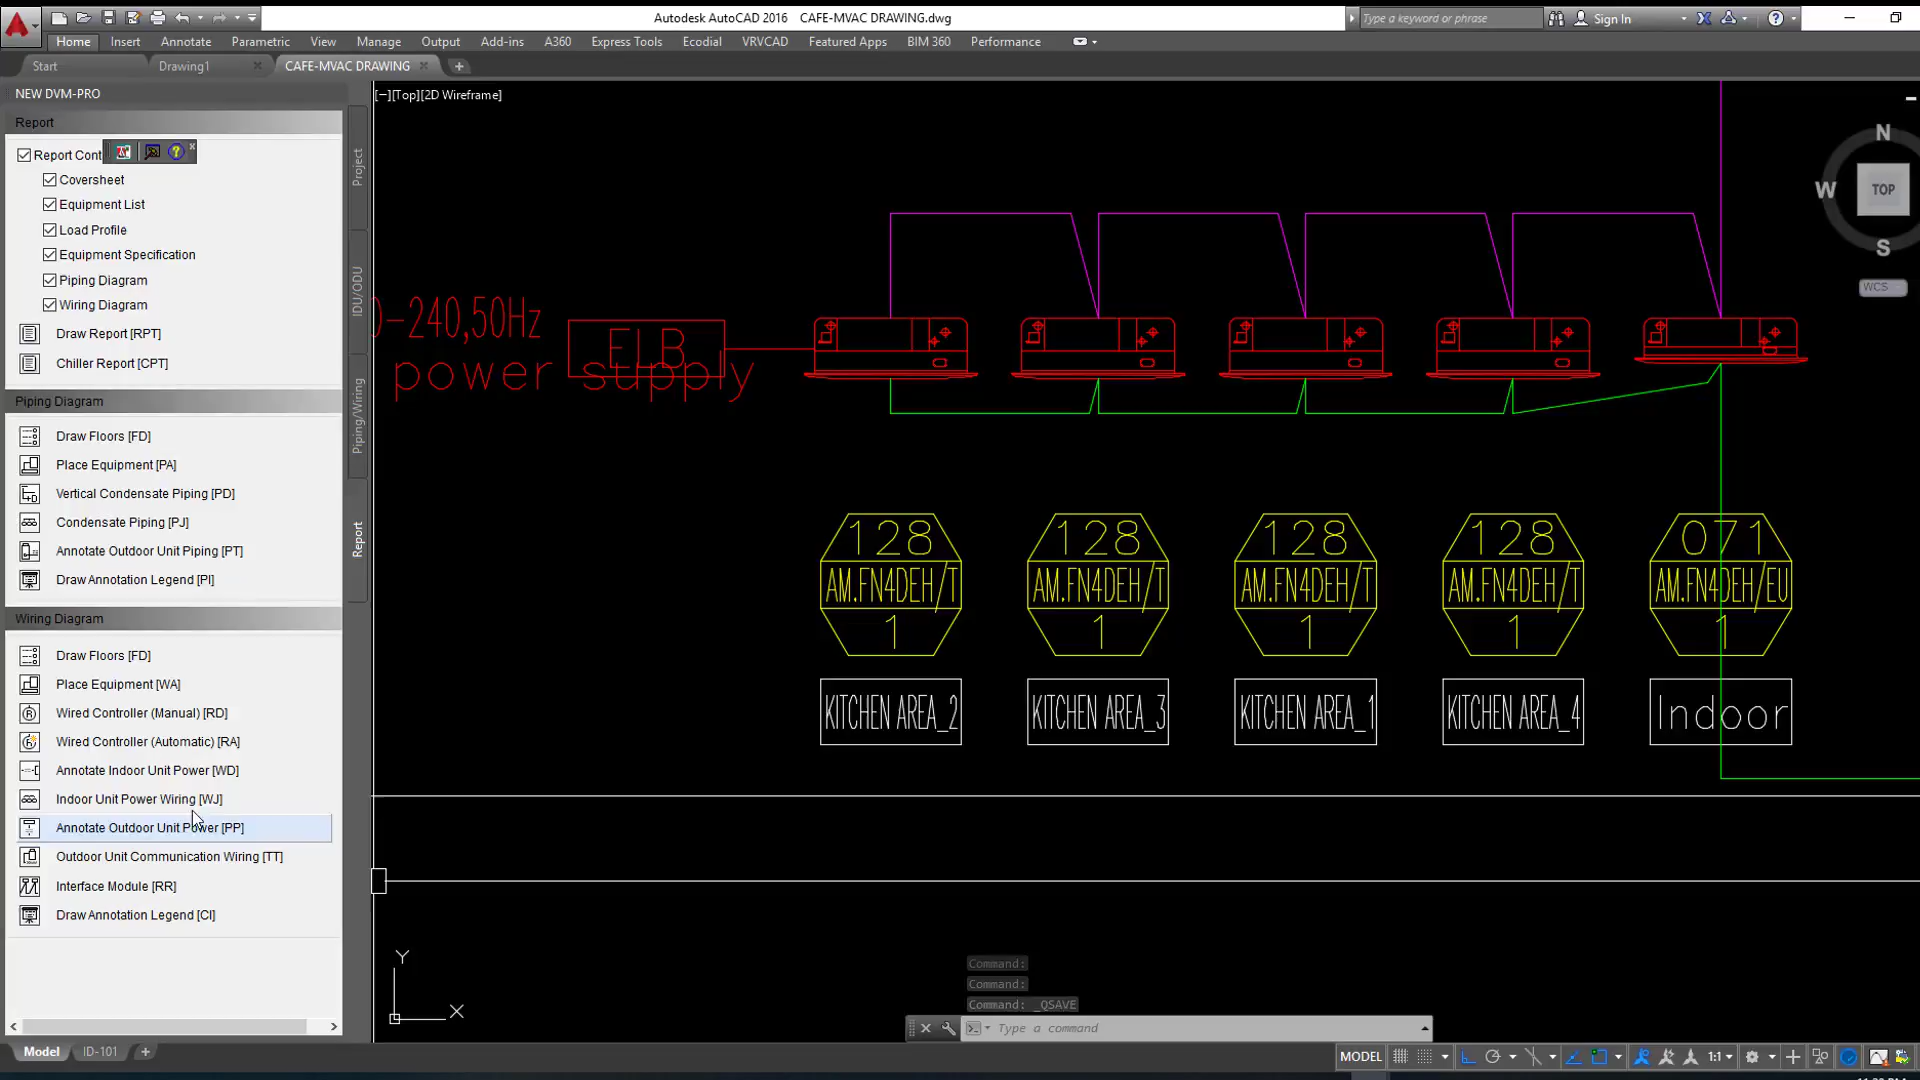 Autodesk AutoCAD 2016 CAFE-MVAC DRAWING.dwg
Type a keyword or phrase
Sign In
Home Insert Annotate Parametric View Manage Output Add-ins A360 Express Tools Ecodial VRVCAD Featured Apps BIM 360 Performance
Start Drawing1 CAFE-MVAC DRAWING
NEW DVM-PRO
[−][Top][2D Wireframe]
Report
Report Cont
Coversheet
Equipment List
Load Profile
Equipment Specification
Piping Diagram
Wiring Diagram
Draw Report [RPT]
Chiller Report [CPT]
Piping Diagram
Draw Floors [FD]
Place Equipment [PA]
Vertical Condensate Piping [PD]
Condensate Piping [PJ]
Annotate Outdoor Unit Piping [PT]
Draw Annotation Legend [PI]
Wiring Diagram
Draw Floors [FD]
Place Equipment [WA]
Wired Controller (Manual) [RD]
Wired Controller (Automatic) [RA]
Annotate Indoor Unit Power [WD]
Indoor Unit Power Wiring [WJ]
Annotate Outdoor Unit Power [PP]
Outdoor Unit Communication Wiring [TT]
Interface Module [RR]
Draw Annotation Legend [CI]
Project
IDU/ODU
Piping/Wiring
Report
N
W TOP
S
WCS
0-240,50Hz
ELB
power supply
128 128 128 128 071
AM.FN4DEH/T AM.FN4DEH/T AM.FN4DEH/T AM.FN4DEH/T AM.FN4DEH/EU
1 1 1 1 1
KITCHEN AREA_2 KITCHEN AREA_3 KITCHEN AREA_1 KITCHEN AREA_4 Indoor
Y
X
Command:
Command:
Command: _QSAVE
Type a command
Model ID-101
MODEL 1:1